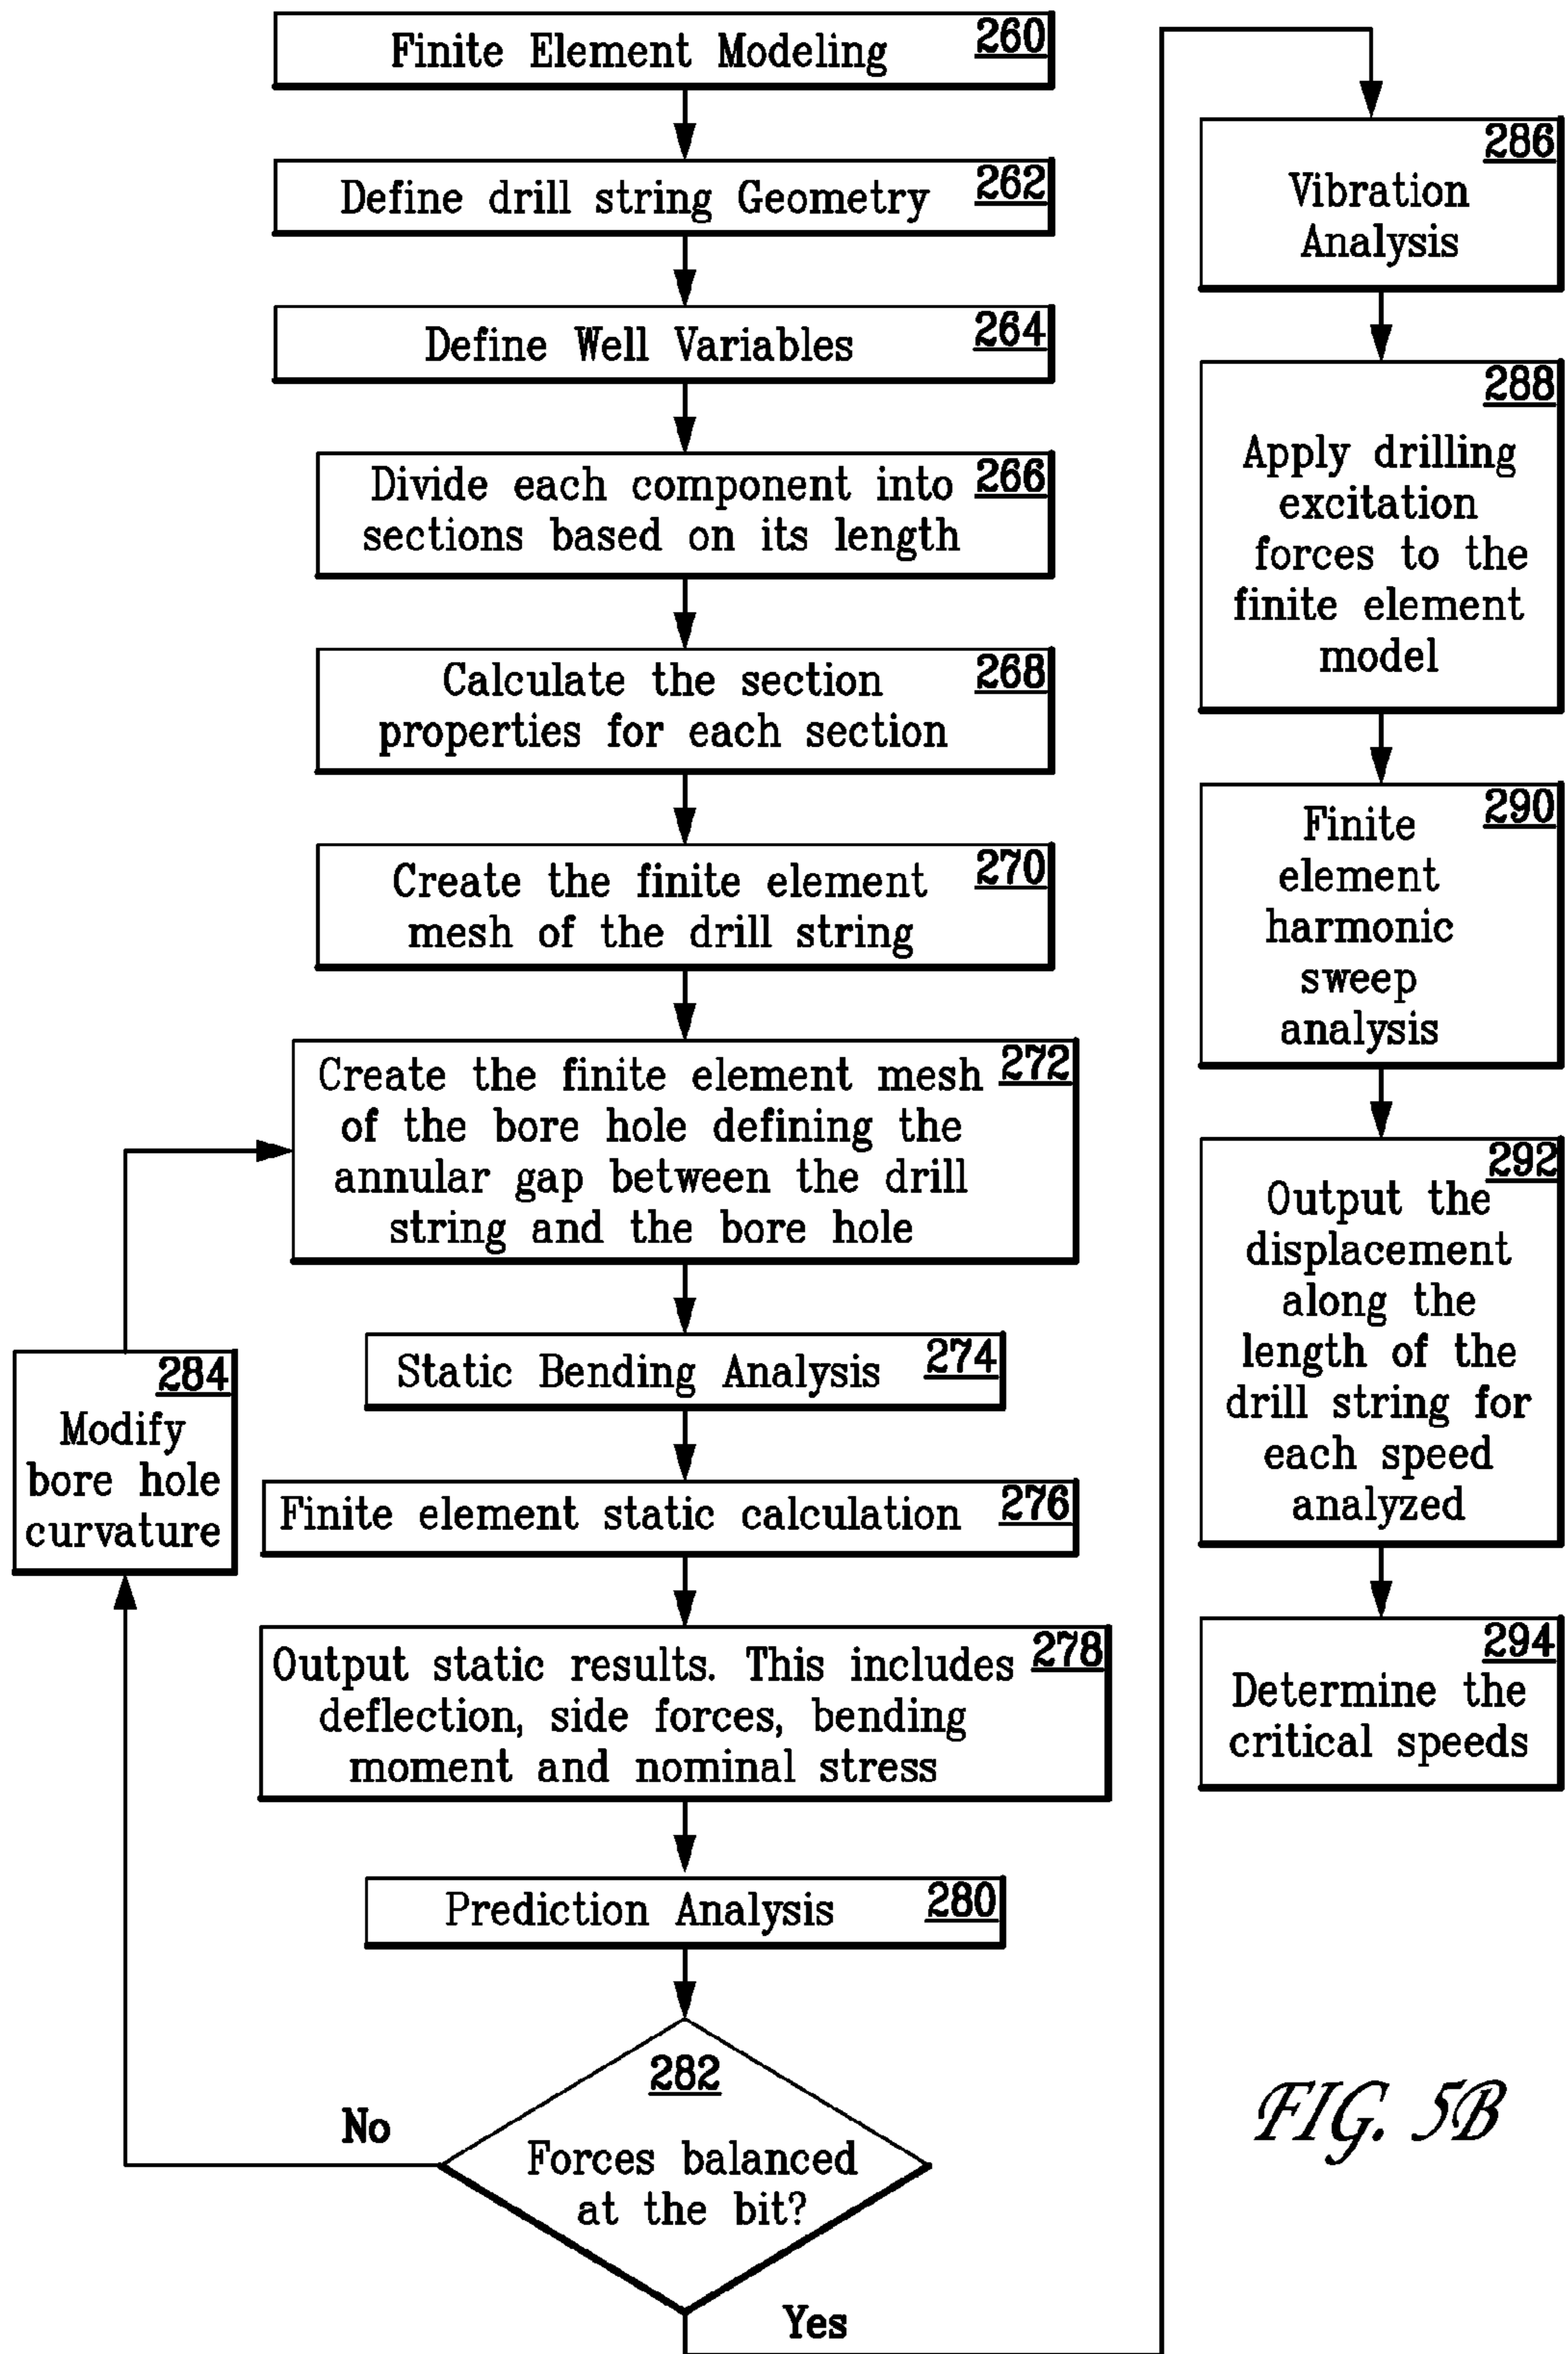 Finite Element Modeling 260
Define drill string Geometry 262
Define Well Variables 264
Divide each component into 266
sections based on its length
Calculate the section 268
properties for each section
Create the finite element 270
mesh of the drill string
Create the finite element mesh 272
of the bore hole defining the
annular gap between the drill
string and the bore hole
Static Bending Analysis 274
Finite element static calculation 276
Output static results. This includes 278
deflection, side forces, bending
moment and nominal stress
Prediction Analysis 280
282
Forces balanced
at the bit?
No
Yes
284
Modify
bore hole
curvature
286
Vibration
Analysis
288
Apply drilling
excitation
forces to the
finite element
model
290
Finite
element
harmonic
sweep
analysis
292
Output the
displacement
along the
length of the
drill string for
each speed
analyzed
294
Determine the
critical speeds
FIG. 5B